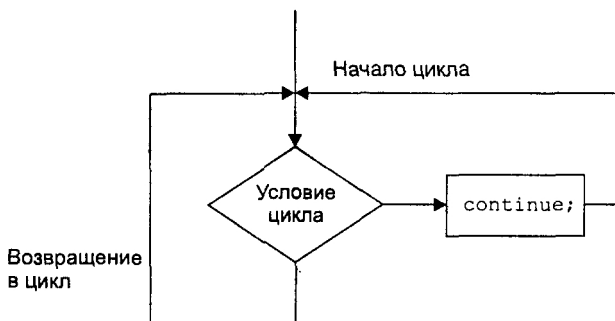 Начало цикла
Условие
цикла
continue;
Возвращение
в цикл